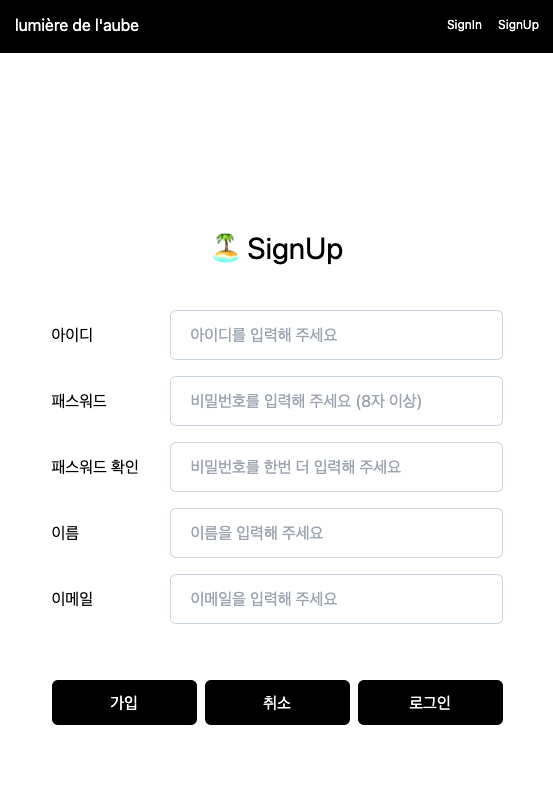 lumière de l'aube SignIn SignUp
🏝️ SignUp
아이디 아이디를 입력해 주세요
패스워드 비밀번호를 입력해 주세요 (8자 이상)
패스워드 확인 비밀번호를 한번 더 입력해 주세요
이름 이름을 입력해 주세요
이메일 이메일을 입력해 주세요
가입 취소 로그인